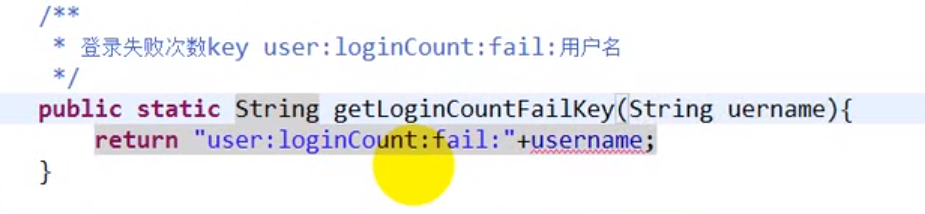 /**
 * 登录失败次数key user:loginCount:fail:用户名
 */
public static String getLoginCountFailKey(String uername){
return "user:loginCount:fail:"+username;
}